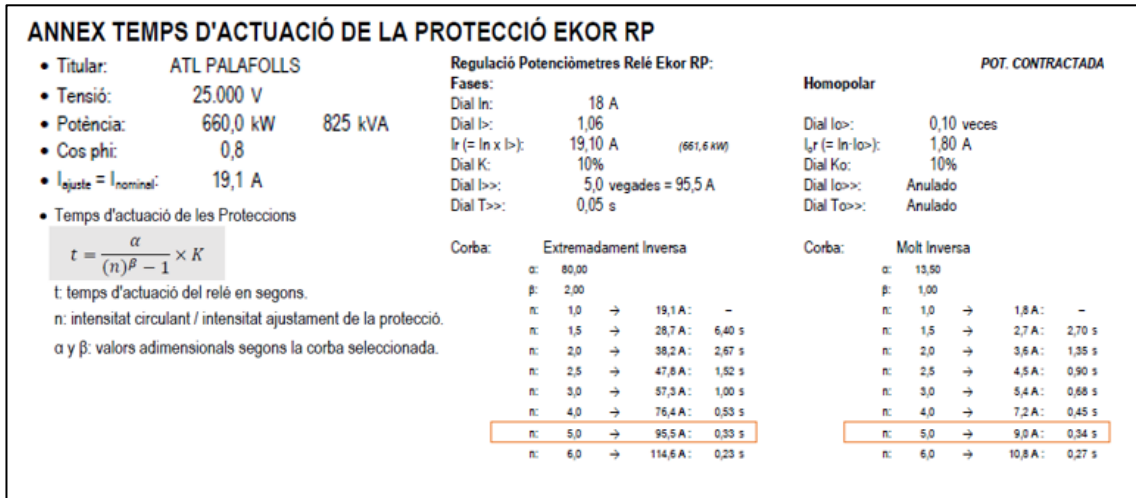 ANNEX TEMPS D'ACTUACIÓ DE LA PROTECCIÓ EKOR RP
• Titular: ATL PALAFOLLS
• Tensió: 25.000 V
• Potència: 660,0 kW 825 kVA
• Cos phi: 0,8
• Iajuste = Inominal: 19,1 A
• Temps d'actuació de les Proteccions
t = α / ((n)^β − 1) × K
t: temps d'actuació del relé en segons.
n: intensitat circulant / intensitat ajustament de la protecció.
α y β: valors adimensionals segons la corba seleccionada.
Regulació Potenciòmetres Relé Ekor RP:
Fases:
Dial In: 18 A
Dial I>: 1,06
Ir (= In x I>): 19,10 A (661,6 kW)
Dial K: 10%
Dial I>>: 5,0 vegades = 95,5 A
Dial T>>: 0,05 s
Corba: Extremadament Inversa
α: 80,00
β: 2,00
n: 1,0 → 19,1 A: –
n: 1,5 → 28,7 A: 6,40 s
n: 2,0 → 38,2 A: 2,67 s
n: 2,5 → 47,8 A: 1,52 s
n: 3,0 → 57,3 A: 1,00 s
n: 4,0 → 76,4 A: 0,53 s
n: 5,0 → 95,5 A: 0,33 s
n: 6,0 → 114,6 A: 0,23 s
POT. CONTRACTADA
Homopolar
Dial Io>: 0,10 veces
Ior (= In·Io>): 1,80 A
Dial Ko: 10%
Dial Io>>: Anulado
Dial To>>: Anulado
Corba: Molt Inversa
α: 13,50
β: 1,00
n: 1,0 → 1,8 A: –
n: 1,5 → 2,7 A: 2,70 s
n: 2,0 → 3,6 A: 1,35 s
n: 2,5 → 4,5 A: 0,90 s
n: 3,0 → 5,4 A: 0,68 s
n: 4,0 → 7,2 A: 0,45 s
n: 5,0 → 9,0 A: 0,34 s
n: 6,0 → 10,8 A: 0,27 s